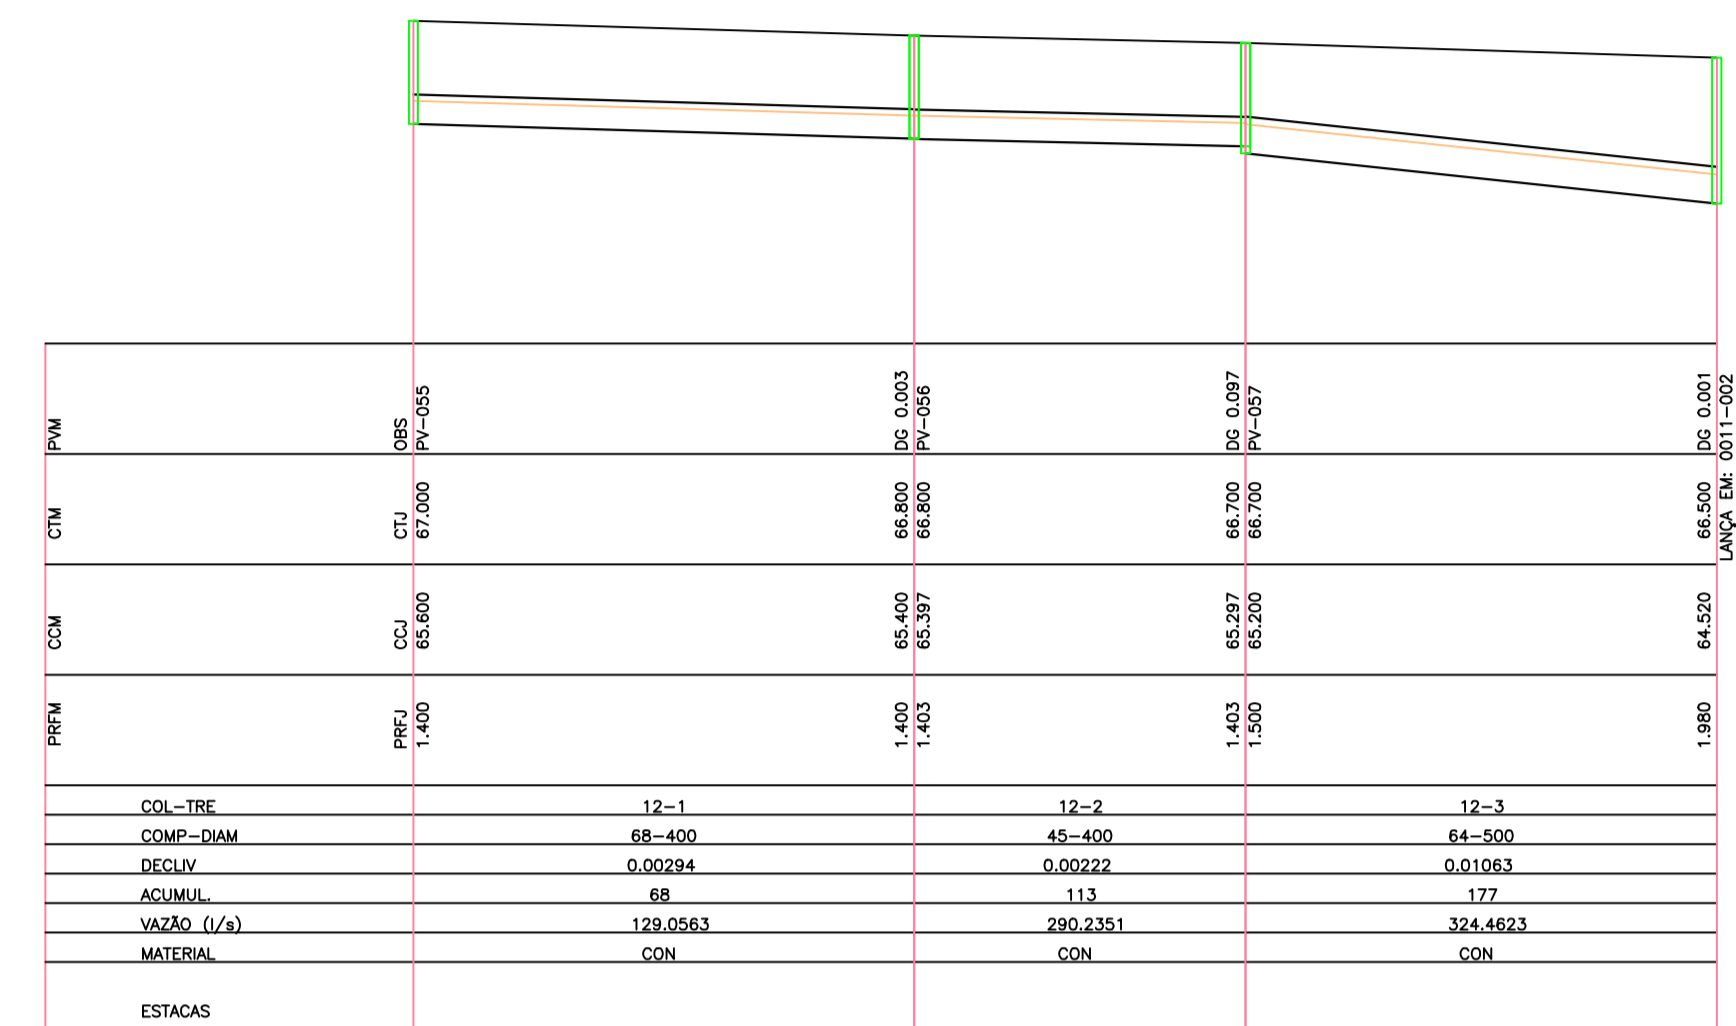 PVM OBS PV-055 DG 0.003 PV-056 DG 0.097 PV-057 DG 0.001
LANÇA EM: 0011-002
CTM CTJ 67.000 66.800 66.800 66.700 66.700 66.500
CCM CCJ 65.600 65.400 65.397 65.297 65.200 64.520
PRFM PRFJ 1.400 1.400 1.403 1.403 1.500 1.980
COL-TRE 12-1 12-2 12-3
COMP-DIAM 68-400 45-400 64-500
DECLIV 0.00294 0.00222 0.01063
ACUMUL. 68 113 177
VAZÃO (l/s) 129.0563 290.2351 324.4623
MATERIAL CON CON CON
ESTACAS